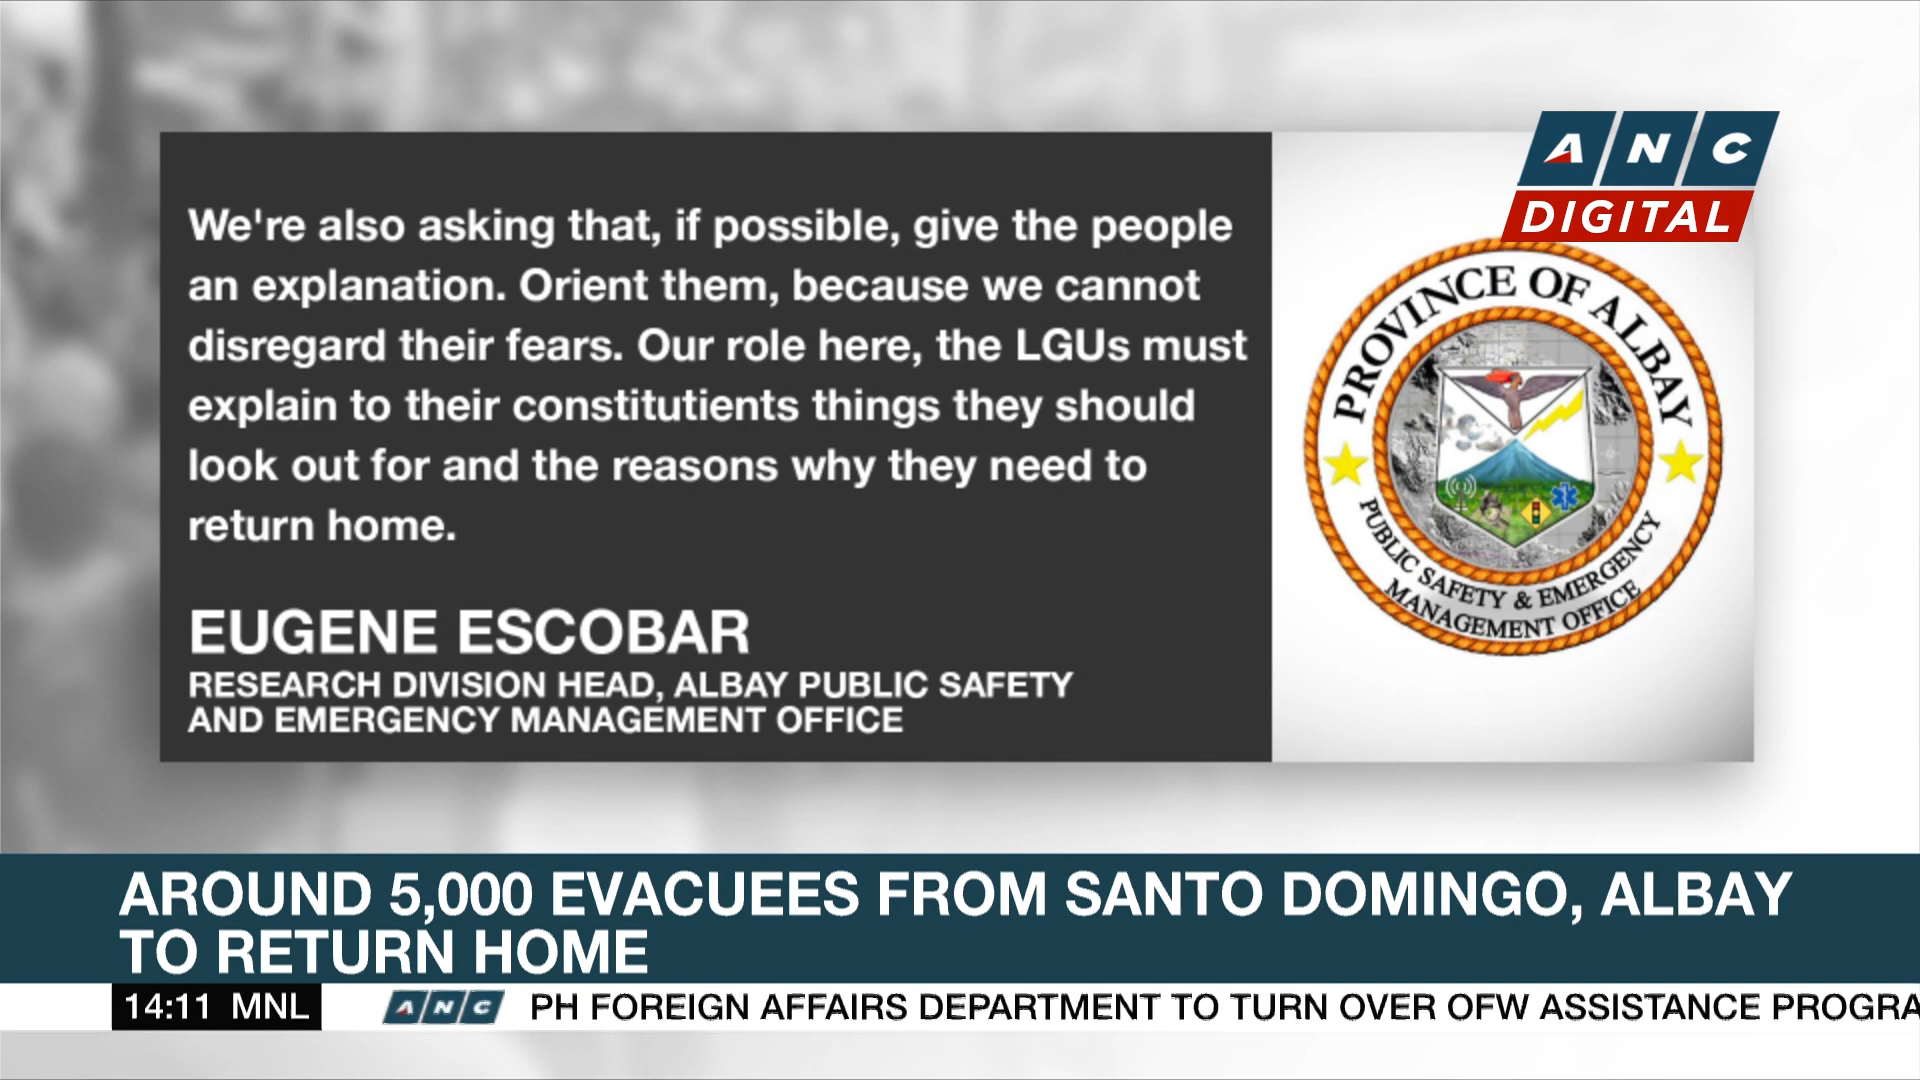 ANC
DIGITAL
We're also asking that, if possible, give the people
an explanation. Orient them, because we cannot
disregard their fears. Our role here, the LGUs must
explain to their constitutients things they should
look out for and the reasons why they need to
return home.
EUGENE ESCOBAR
RESEARCH DIVISION HEAD, ALBAY PUBLIC SAFETY
AND EMERGENCY MANAGEMENT OFFICE
PROVINCE OF ALBAY
PUBLIC SAFETY & EMERGENCY
MANAGEMENT OFFICE
AROUND 5,000 EVACUEES FROM SANTO DOMINGO, ALBAY
TO RETURN HOME
14:11 MNL
ANC
PH FOREIGN AFFAIRS DEPARTMENT TO TURN OVER OFW ASSISTANCE PROGRA